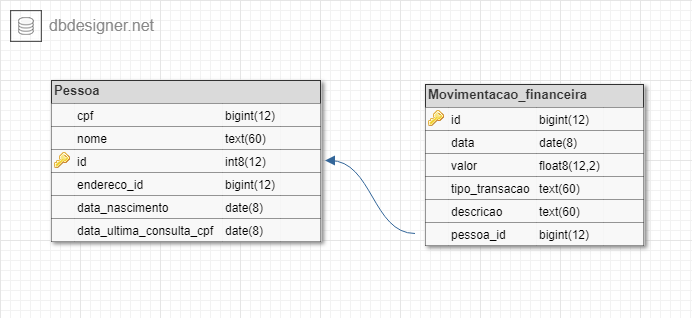 dbdesigner.net
Pessoa
cpf bigint(12)
nome text(60)
id int8(12)
endereco_id bigint(12)
data_nascimento date(8)
data_ultima_consulta_cpf date(8)
Movimentacao_financeira
id bigint(12)
data date(8)
valor float8(12,2)
tipo_transacao text(60)
descricao text(60)
pessoa_id bigint(12)